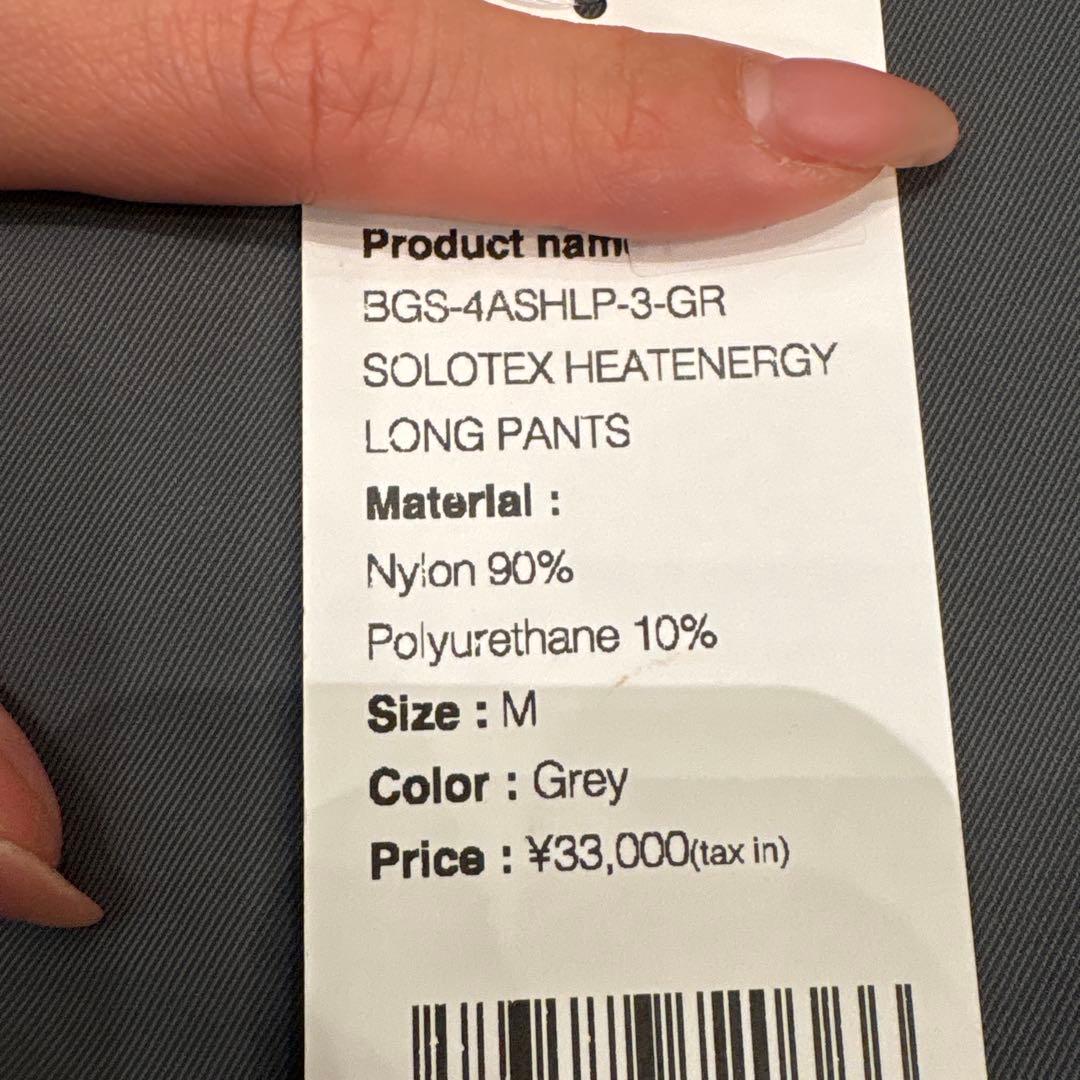 Product name
BGS-4ASHLP-3-GR
SOLOTEX HEATENERGY
LONG PANTS
Material :
Nylon 90%
Polyurethane 10%
Size : M
Color : Grey
Price : ¥33,000(tax in)